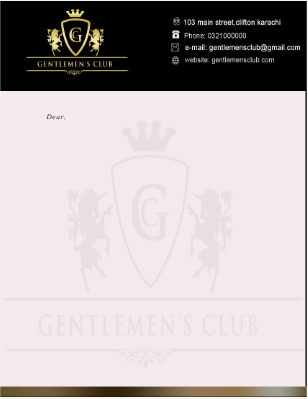 G C
GENTLEMEN'S CLUB
103 main street,clifton karachi
Phone: 0321000000
e-mail: gentlemensclub@gmail.com
website: gentlemensclub.com
Dear,
G C
GENTLEMEN'S CLUB